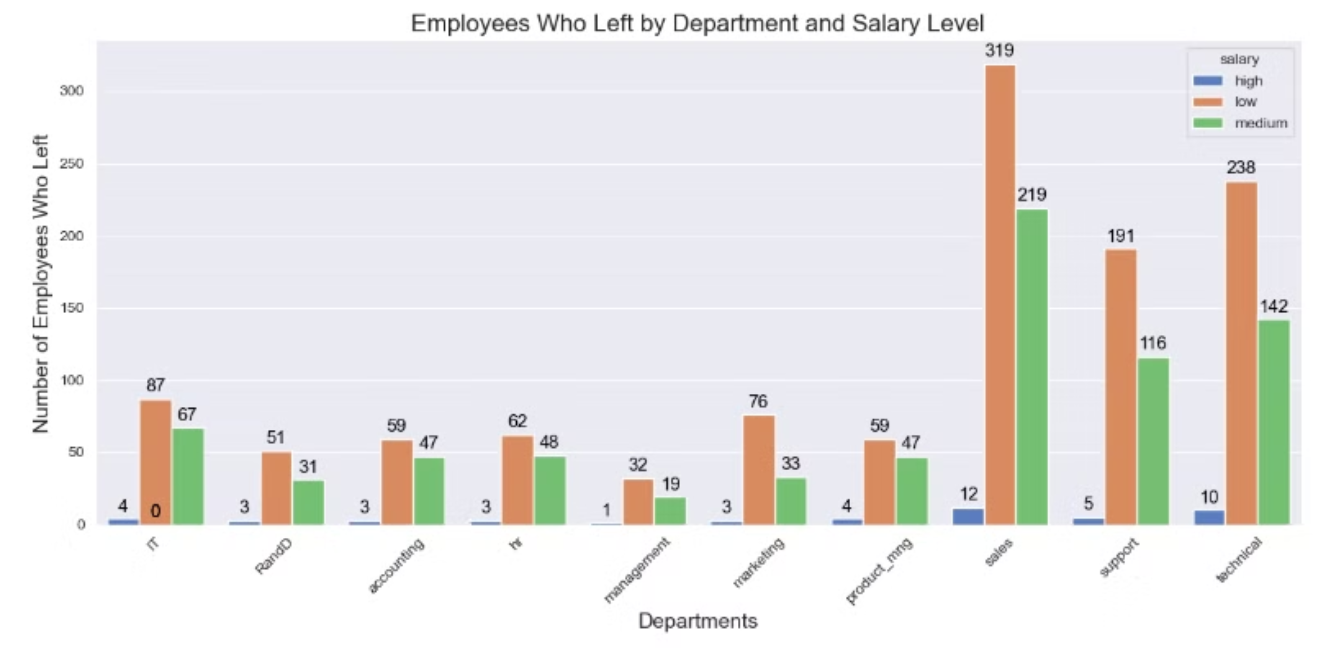 Employees Who Left by Department and Salary Level
Number of Employees Who Left
300
250
200
150
100
50
0
salary
high
low
medium
4 87 0 67
3 51 31
3 59 47
3 62 48
1 32 19
3 76 33
4 59 47
12 319 219
5 191 116
10 238 142
IT
RandD
accounting
hr
management
marketing
product_mng
sales
support
technical
Departments